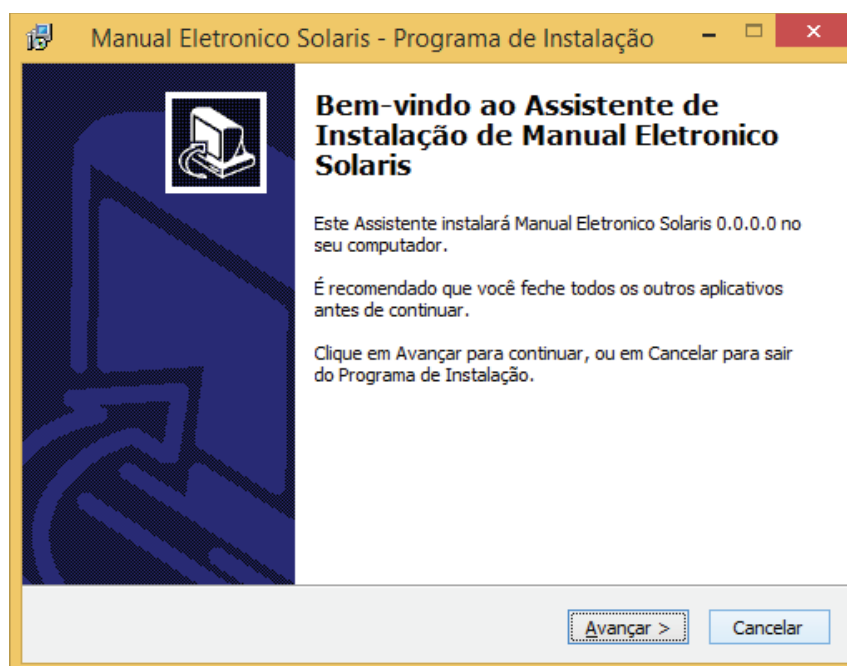 Manual Eletronico Solaris - Programa de Instalação
Bem-vindo ao Assistente de
Instalação de Manual Eletronico
Solaris
Este Assistente instalará Manual Eletronico Solaris 0.0.0.0 no
seu computador.
É recomendado que você feche todos os outros aplicativos
antes de continuar.
Clique em Avançar para continuar, ou em Cancelar para sair
do Programa de Instalação.
Avançar >
Cancelar